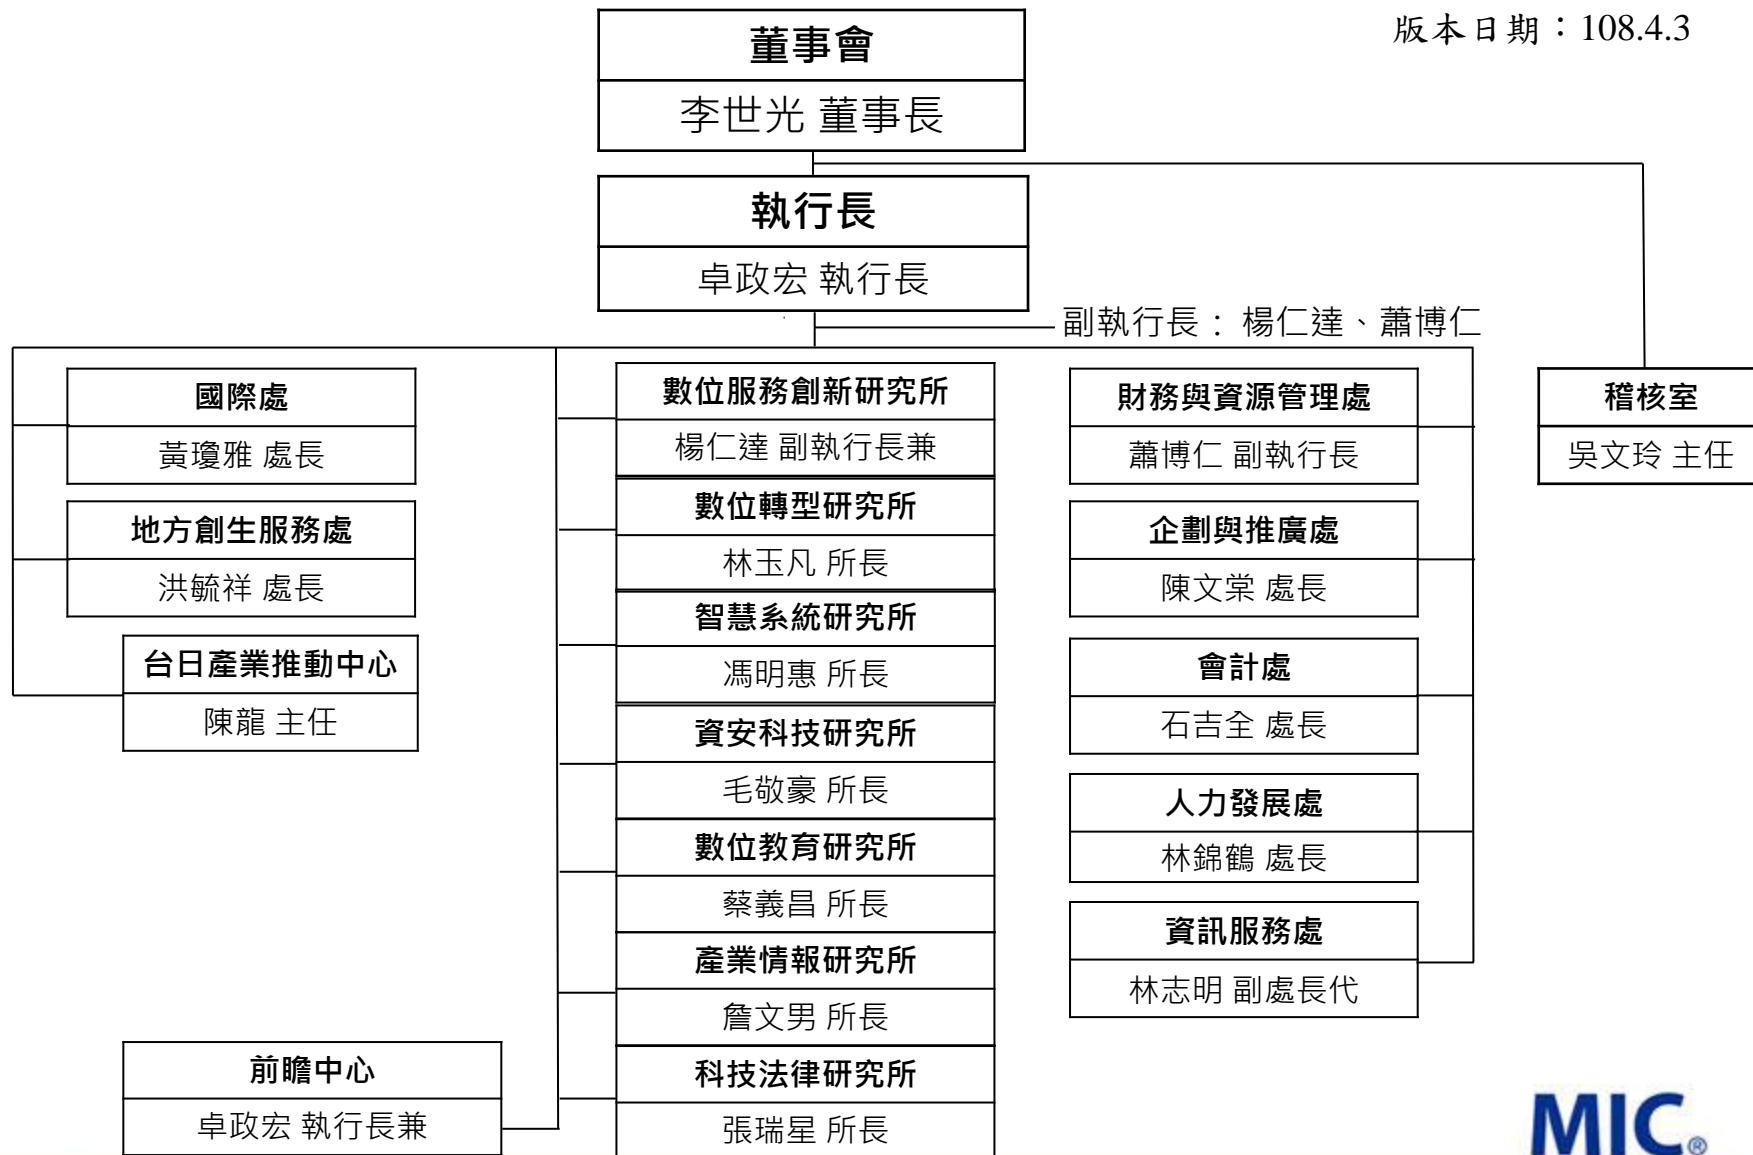 版本日期：108.4.3
董事會
李世光 董事長
執行長
卓政宏 執行長
副執行長： 楊仁達、蕭博仁
國際處
黃瓊雅 處長
地方創生服務處
洪毓祥 處長
台日產業推動中心
陳龍 主任
前瞻中心
卓政宏 執行長兼
數位服務創新研究所
楊仁達 副執行長兼
數位轉型研究所
林玉凡 所長
智慧系統研究所
馮明惠 所長
資安科技研究所
毛敬豪 所長
數位教育研究所
蔡義昌 所長
產業情報研究所
詹文男 所長
科技法律研究所
張瑞星 所長
財務與資源管理處
蕭博仁 副執行長
企劃與推廣處
陳文棠 處長
會計處
石吉全 處長
人力發展處
林錦鶴 處長
資訊服務處
林志明 副處長代
稽核室
吳文玲 主任
MIC®